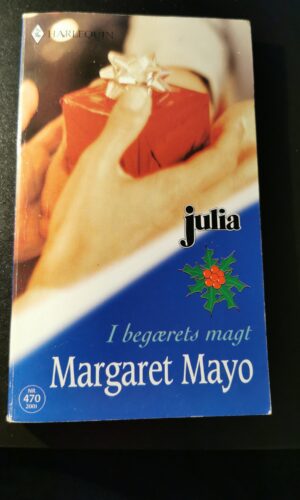 HARLEQUIN
julia
I begærets magt
Margaret Mayo
NR.
470
2001